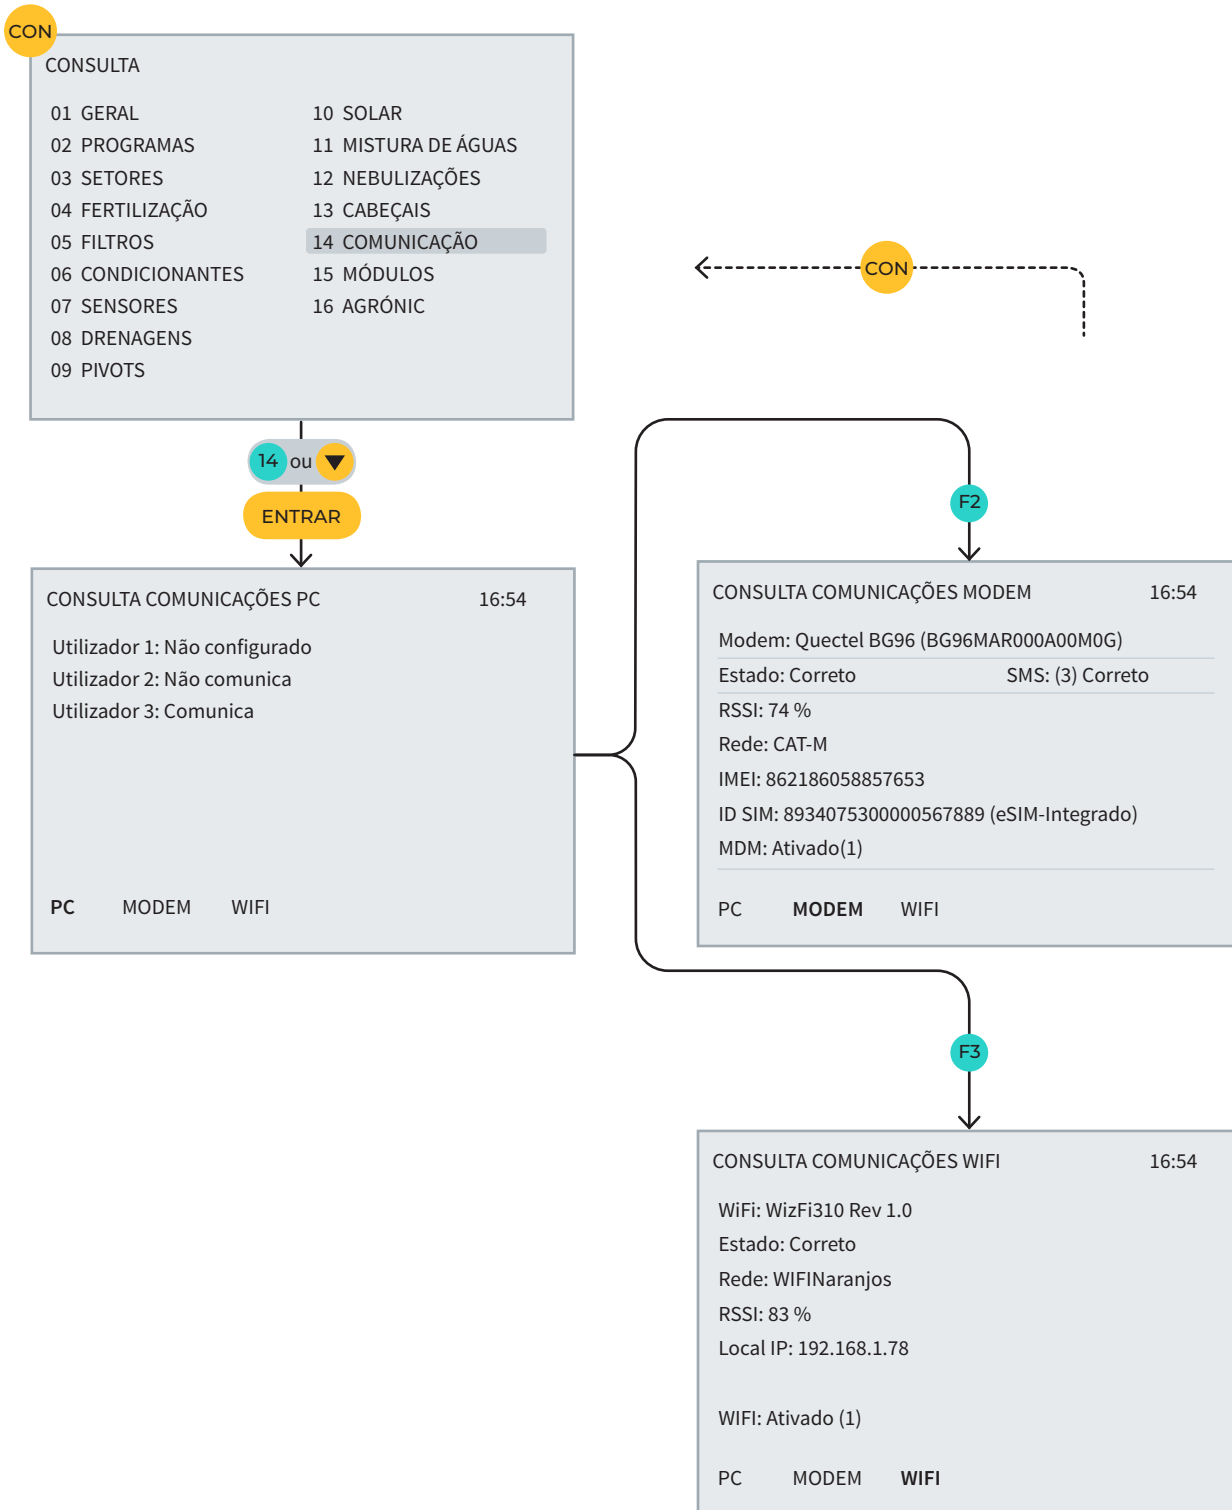 CON
CONSULTA
01 GERAL
02 PROGRAMAS
03 SETORES
04 FERTILIZAÇÃO
05 FILTROS
06 CONDICIONANTES
07 SENSORES
08 DRENAGENS
09 PIVOTS
10 SOLAR
11 MISTURA DE ÁGUAS
12 NEBULIZAÇÕES
13 CABEÇAIS
14 COMUNICAÇÃO
15 MÓDULOS
16 AGRÓNIC
CON
14 ou
ENTRAR
CONSULTA COMUNICAÇÕES PC 16:54
Utilizador 1: Não configurado
Utilizador 2: Não comunica
Utilizador 3: Comunica
PC MODEM WIFI
F2
CONSULTA COMUNICAÇÕES MODEM 16:54
Modem: Quectel BG96 (BG96MAR000A00M0G)
Estado: Correto SMS: (3) Correto
RSSI: 74 %
Rede: CAT-M
IMEI: 862186058857653
ID SIM: 8934075300000567889 (eSIM-Integrado)
MDM: Ativado(1)
PC MODEM WIFI
F3
CONSULTA COMUNICAÇÕES WIFI 16:54
WiFi: WizFi310 Rev 1.0
Estado: Correto
Rede: WIFINaranjos
RSSI: 83 %
Local IP: 192.168.1.78
WIFI: Ativado (1)
PC MODEM WIFI